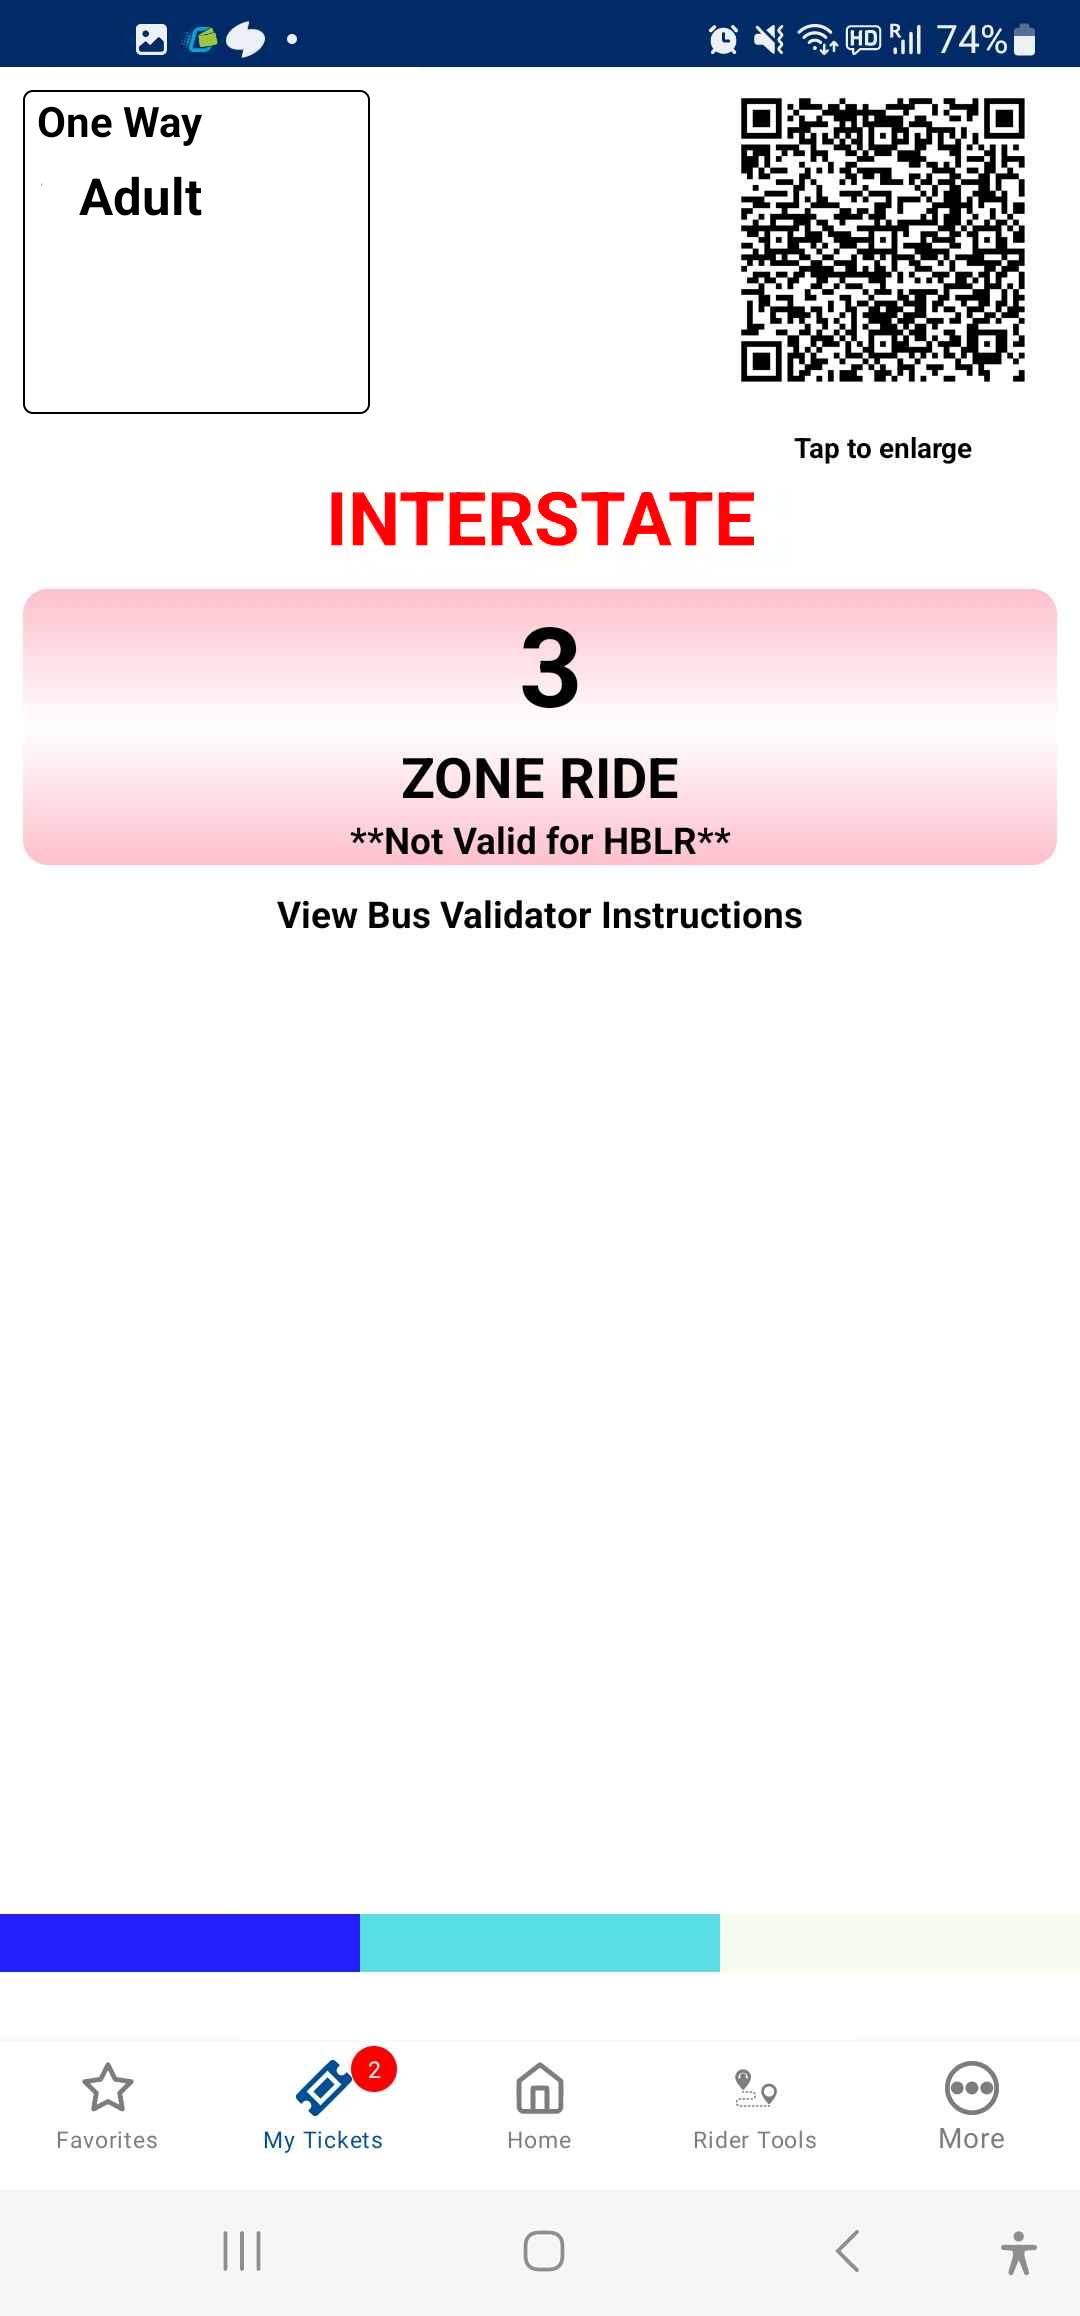 HD R 74%
One Way
Adult
Tap to enlarge
INTERSTATE
3
ZONE RIDE
**Not Valid for HBLR**
View Bus Validator Instructions
2
Favorites My Tickets Home Rider Tools More